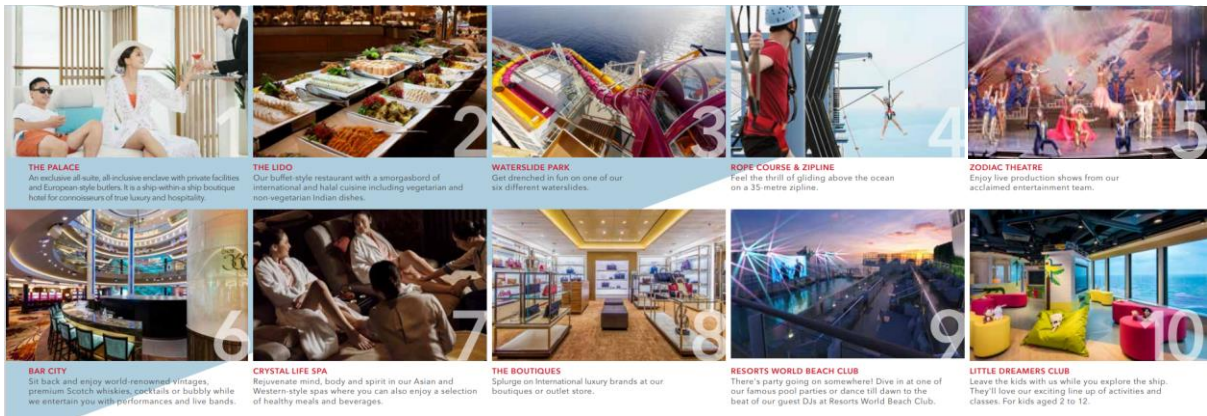 1
THE PALACE
An exclusive all-suite, all-inclusive enclave with private facilities
and European-style butlers. It is a ship-within-a-ship boutique
hotel for connoisseurs of true luxury and hospitality.
2
THE LIDO
Our buffet-style restaurant with a smorgasbord of
international and halal cuisine including vegetarian and
non-vegetarian Indian dishes.
3
WATERSLIDE PARK
Get drenched in fun on one of our
six different waterslides.
4
ROPE COURSE & ZIPLINE
Feel the thrill of gliding above the ocean
on a 35-metre zipline.
5
ZODIAC THEATRE
Enjoy live production shows from our
acclaimed entertainment team.
6
BAR CITY
Sit back and enjoy world-renowned vintages,
premium Scotch whiskies, cocktails or bubbly while
we entertain you with performances and live bands.
7
CRYSTAL LIFE SPA
Rejuvenate mind, body and spirit in our Asian and
Western-style spas where you can also enjoy a selection
of healthy meals and beverages.
8
THE BOUTIQUES
Splurge on International luxury brands at our
boutiques or outlet store.
9
RESORTS WORLD BEACH CLUB
There's party going on somewhere! Dive in at one of
our famous pool parties or dance till dawn to the
beat of our guest DJs at Resorts World Beach Club.
10
LITTLE DREAMERS CLUB
Leave the kids with us while you explore the ship.
They'll love our exciting line up of activities and
classes. For kids aged 2 to 12.